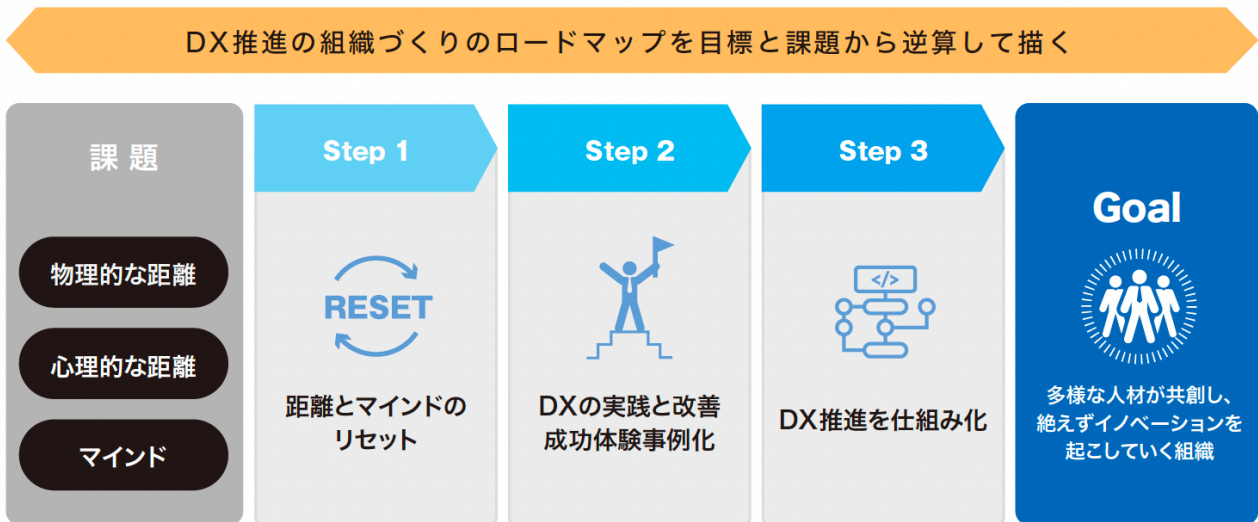 DX推進の組織づくりのロードマップを目標と課題から逆算して描く
課題
物理的な距離
心理的な距離
マインド
Step 1
RESET
距離とマインドの
リセット
Step 2
DXの実践と改善
成功体験事例化
Step 3
</>
DX推進を仕組み化
Goal
多様な人材が共創し、
絶えずイノベーションを
起こしていく組織